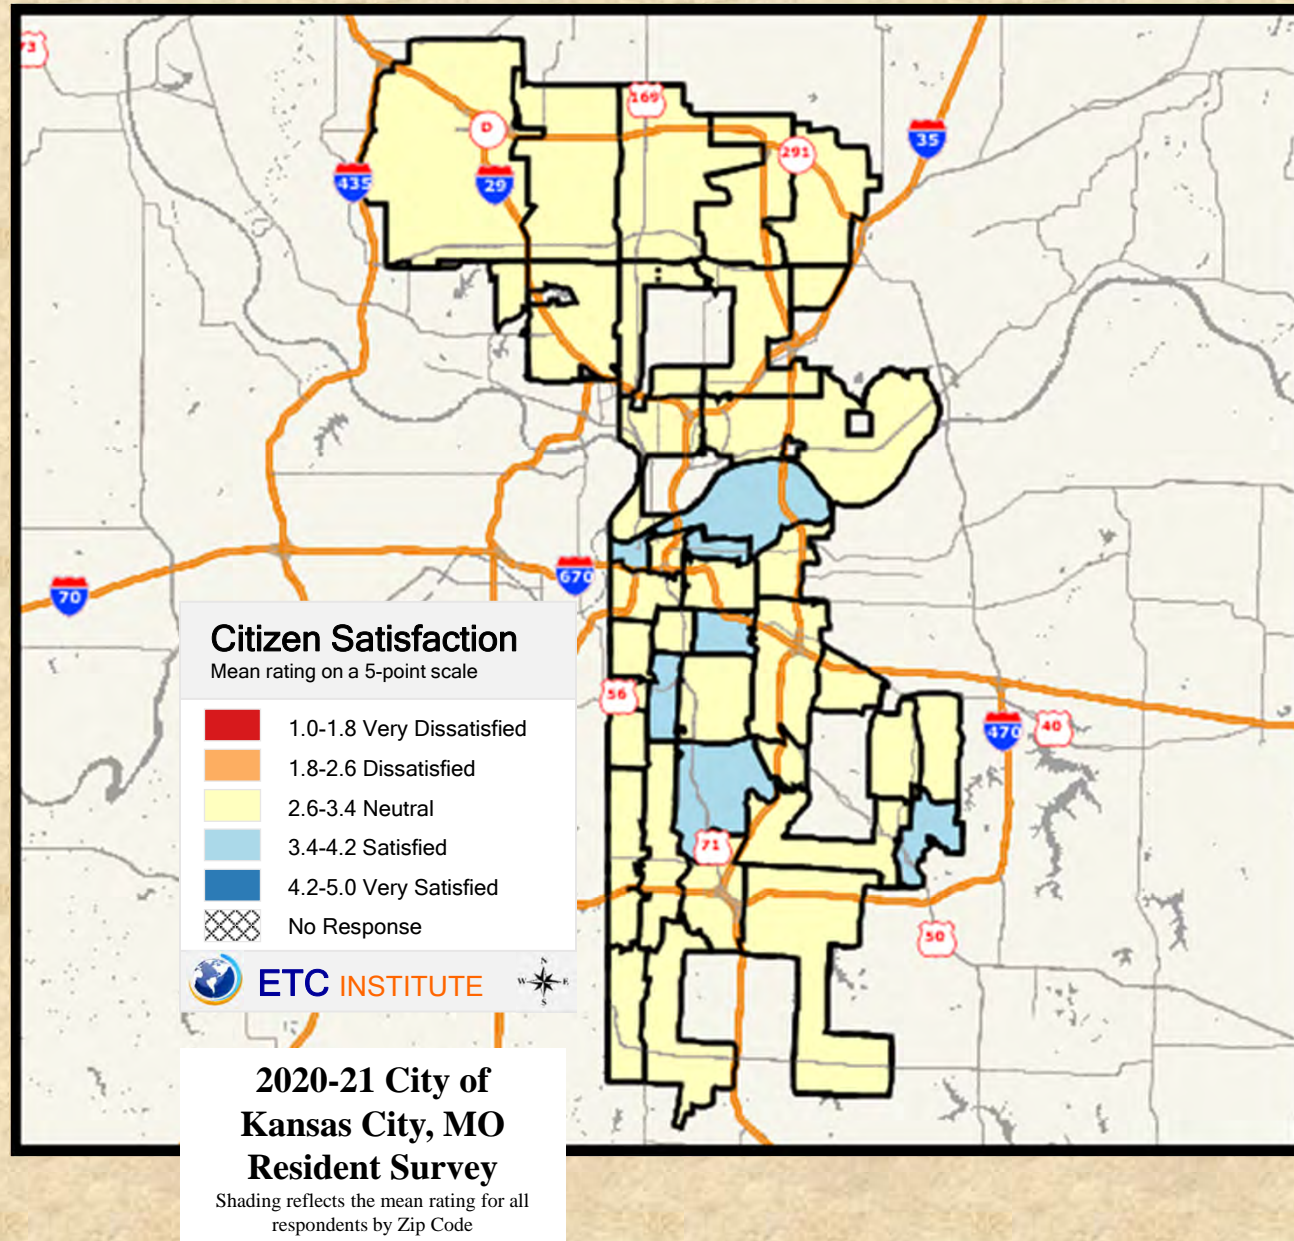 73
169
D
291
35
435
29
70
670
56
40
470
71
50
Citizen Satisfaction
Mean rating on a 5-point scale
1.0-1.8 Very Dissatisfied
1.8-2.6 Dissatisfied
2.6-3.4 Neutral
3.4-4.2 Satisfied
4.2-5.0 Very Satisfied
No Response
ETC INSTITUTE
N
W E
S
2020-21 City of
Kansas City, MO
Resident Survey
Shading reflects the mean rating for all
respondents by Zip Code